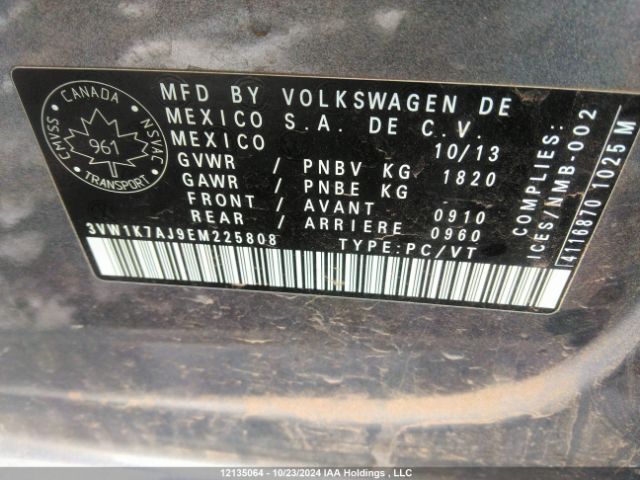 CANADA
CMVSS
NSVAC
961
TRANSPORT
MFD BY VOLKSWAGEN DE
MEXICO S.A. DE C.V.
MEXICO 10/13
GVWR / PNBV KG 1820
GAWR / PNBE KG
FRONT / AVANT 0910
REAR / ARRIERE 0960
3VW1K7AJ9EM225808 TYPE:PC/VT
COMPLIES:
ICES/NMB-002
14116870 1025 M
12135064 - 10/23/2024 IAA Holdings , LLC